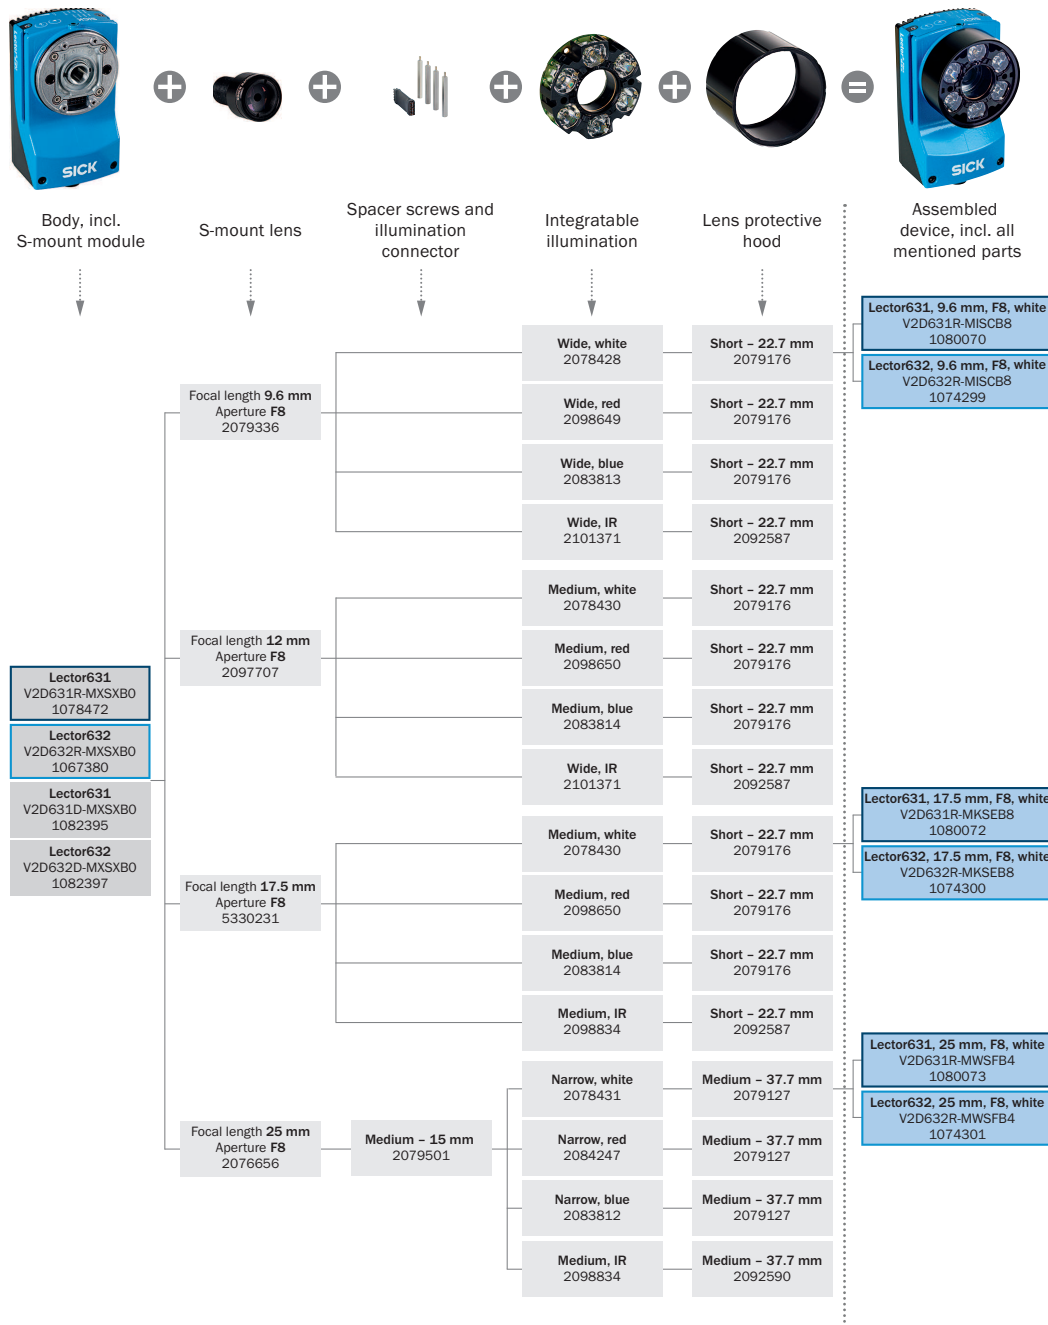 SICK
SICK
Body, incl.
S-mount module
S-mount lens
Spacer screws and
illumination
connector
Integratable
illumination
Lens protective
hood
Assembled
device, incl. all
mentioned parts
Lector631, 9.6 mm, F8, white
V2D631R-MISCB8
1080070
Lector632, 9.6 mm, F8, white
V2D632R-MISCB8
1074299
Focal length 9.6 mm
Aperture F8
2079336
Wide, white
2078428
Short – 22.7 mm
2079176
Wide, red
2098649
Short – 22.7 mm
2079176
Wide, blue
2083813
Short – 22.7 mm
2079176
Wide, IR
2101371
Short – 22.7 mm
2092587
Focal length 12 mm
Aperture F8
2097707
Medium, white
2078430
Short – 22.7 mm
2079176
Medium, red
2098650
Short – 22.7 mm
2079176
Medium, blue
2083814
Short – 22.7 mm
2079176
Wide, IR
2101371
Short – 22.7 mm
2092587
Lector631
V2D631R-MXSXB0
1078472
Lector632
V2D632R-MXSXB0
1067380
Lector631
V2D631D-MXSXB0
1082395
Lector632
V2D632D-MXSXB0
1082397
Focal length 17.5 mm
Aperture F8
5330231
Medium, white
2078430
Short – 22.7 mm
2079176
Medium, red
2098650
Short – 22.7 mm
2079176
Medium, blue
2083814
Short – 22.7 mm
2079176
Medium, IR
2098834
Short – 22.7 mm
2092587
Lector631, 17.5 mm, F8, white
V2D631R-MKSEB8
1080072
Lector632, 17.5 mm, F8, white
V2D632R-MKSEB8
1074300
Focal length 25 mm
Aperture F8
2076656
Medium – 15 mm
2079501
Narrow, white
2078431
Medium – 37.7 mm
2079127
Narrow, red
2084247
Medium – 37.7 mm
2079127
Narrow, blue
2083812
Medium – 37.7 mm
2079127
Medium, IR
2098834
Medium – 37.7 mm
2092590
Lector631, 25 mm, F8, white
V2D631R-MWSFB4
1080073
Lector632, 25 mm, F8, white
V2D632R-MWSFB4
1074301